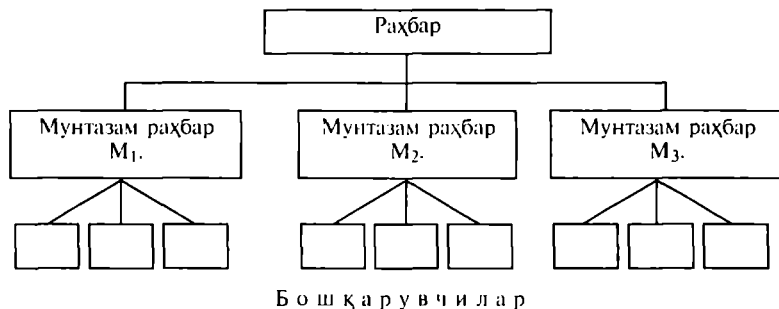 Раҳбар
Мунтазам раҳбар
М₁.
Мунтазам раҳбар
М₂.
Мунтазам раҳбар
М₃.
Бошқарувчилар